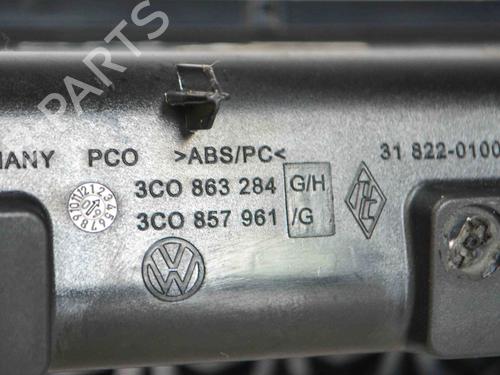 PARTS
MANY PCO >ABS/PC< 31 822-0100
3C0 863 284 G/H
3C0 857 961 /G